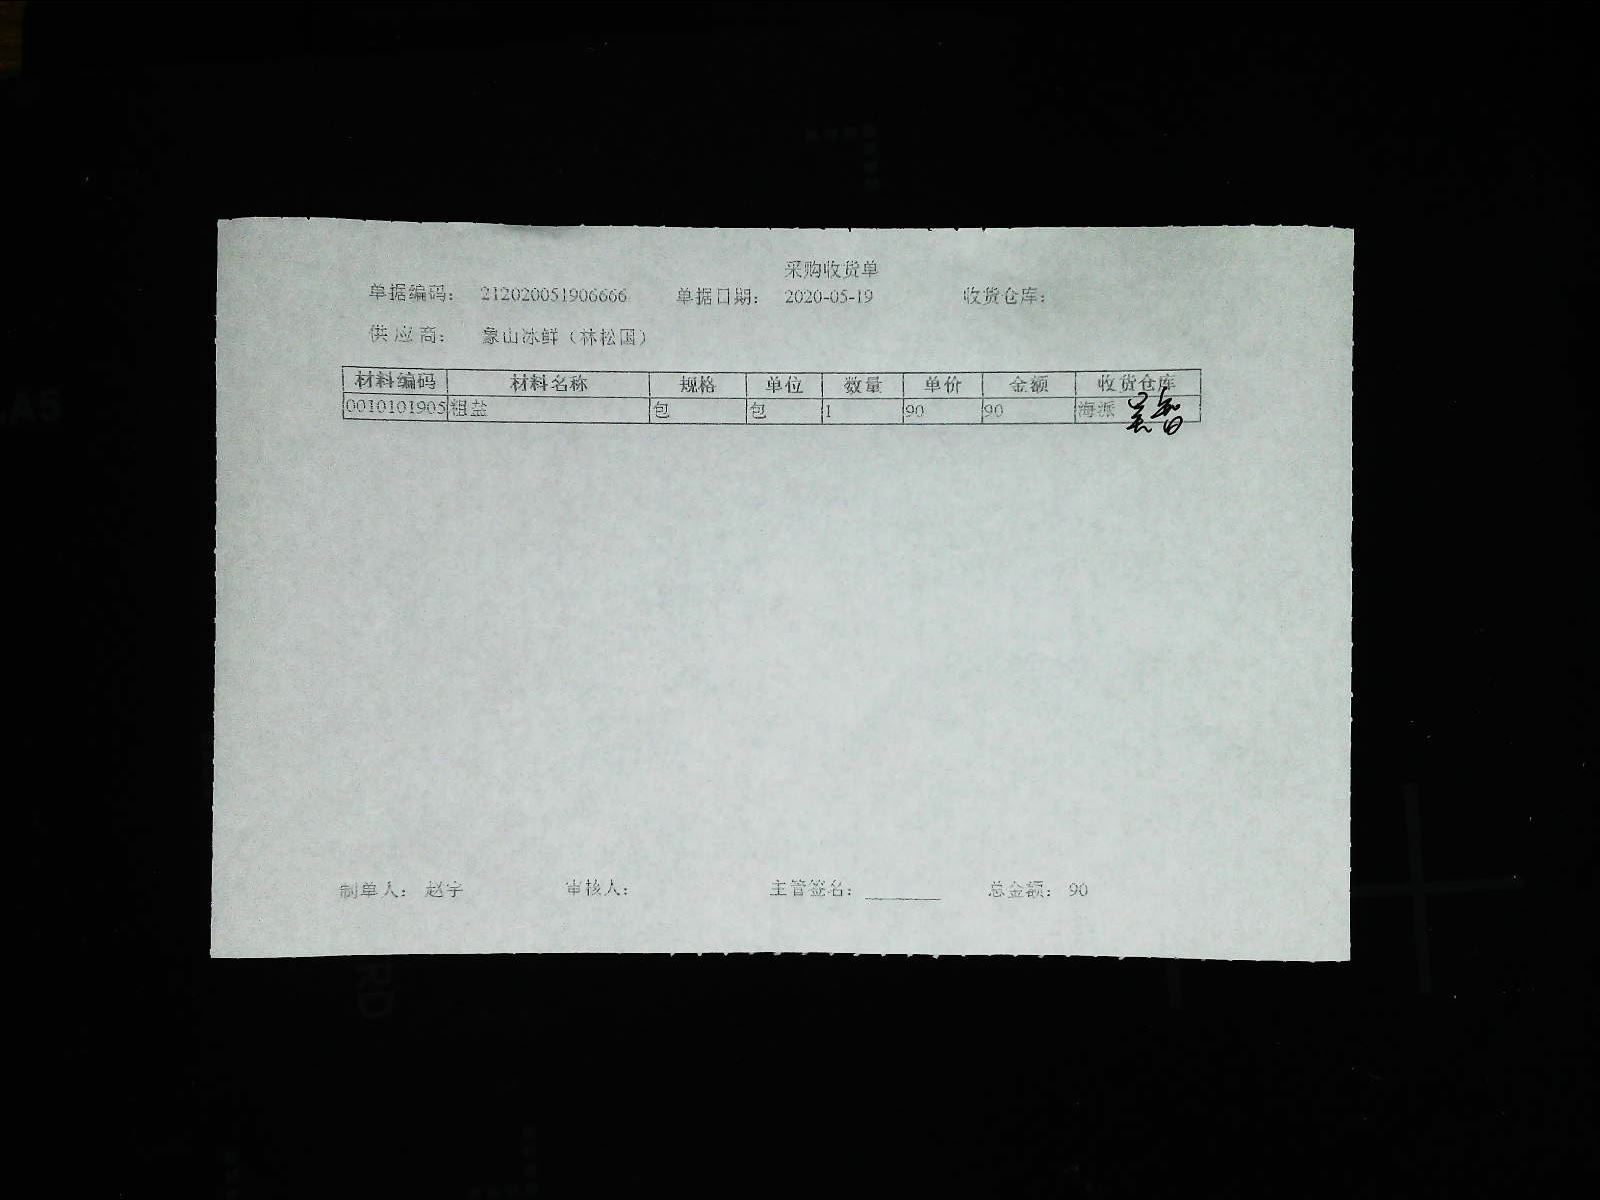 采购收货单
单据编码： 212020051906666 单据日期： 2020-05-19 收货仓库：
供 应 商： 象山冰鲜（林松国）
材料编码 材料名称 规格 单位 数量 单价 金额 收货仓库
0010101905 粗盐 包 包 1 90 90 海派
制单人： 赵宇 审核人： 主管签名： ________ 总金额： 90
A5
RD